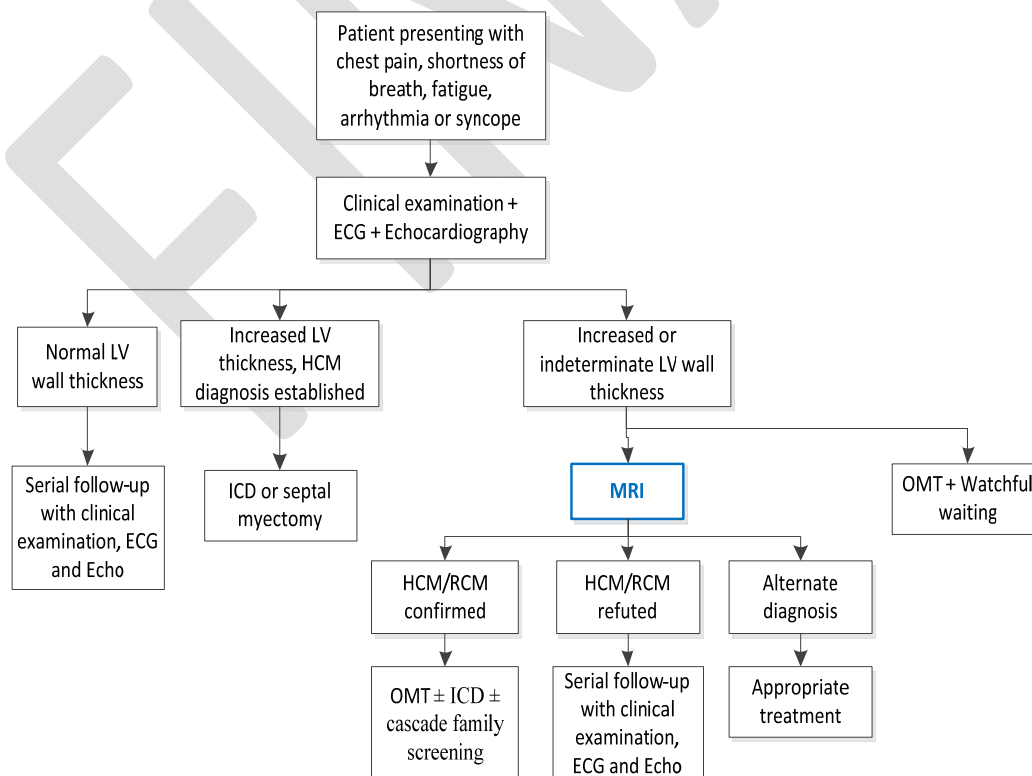 Patient presenting with
chest pain, shortness of
breath, fatigue,
arrhythmia or syncope
Clinical examination +
ECG + Echocardiography
Normal LV
wall thickness
Increased LV
thickness, HCM
diagnosis established
Increased or
indeterminate LV wall
thickness
Serial follow-up
with clinical
examination, ECG
and Echo
ICD or septal
myectomy
MRI
OMT + Watchful
waiting
HCM/RCM
confirmed
HCM/RCM
refuted
Alternate
diagnosis
OMT ± ICD ±
cascade family
screening
Serial follow-up
with clinical
examination,
ECG and Echo
Appropriate
treatment